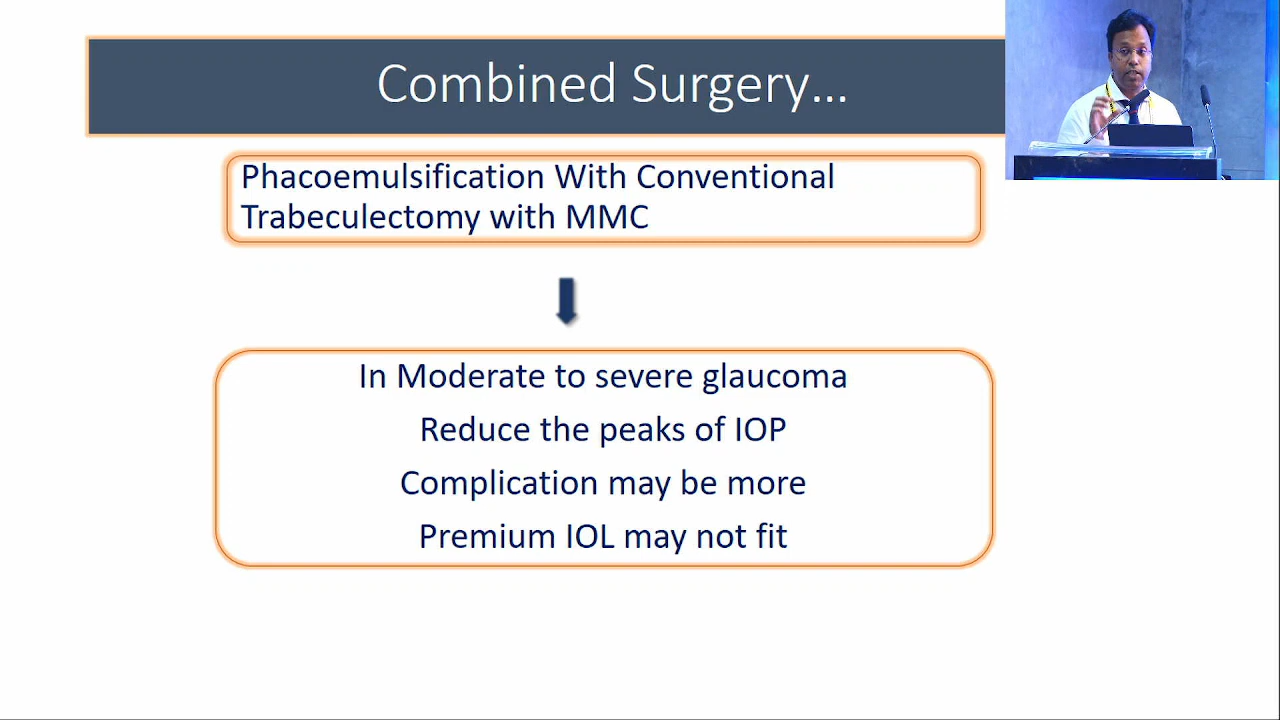 Combined Surgery...
Phacoemulsification With Conventional
Trabeculectomy with MMC
In Moderate to severe glaucoma
Reduce the peaks of IOP
Complication may be more
Premium IOL may not fit